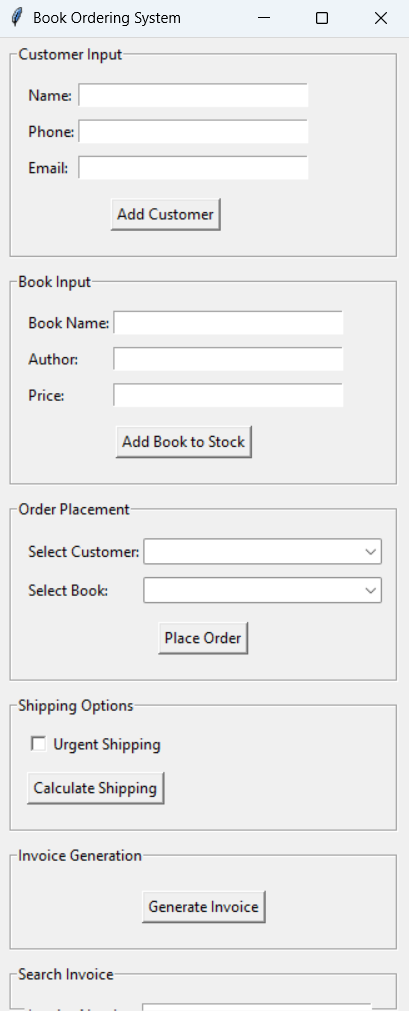 Book Ordering System
Customer Input
Name:
Phone:
Email:
Add Customer
Book Input
Book Name:
Author:
Price:
Add Book to Stock
Order Placement
Select Customer:
Select Book:
Place Order
Shipping Options
Urgent Shipping
Calculate Shipping
Invoice Generation
Generate Invoice
Search Invoice